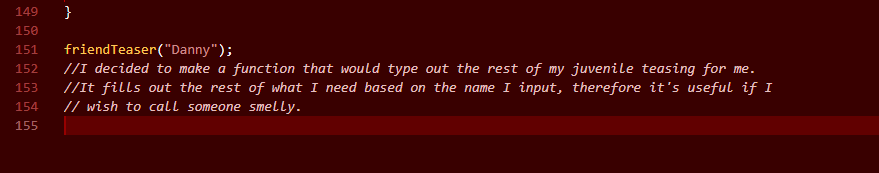 149 }
150
151 friendTeaser("Danny");
152 //I decided to make a function that would type out the rest of my juvenile teasing for me.
153 //It fills out the rest of what I need based on the name I input, therefore it's useful if I
154 // wish to call someone smelly.
155